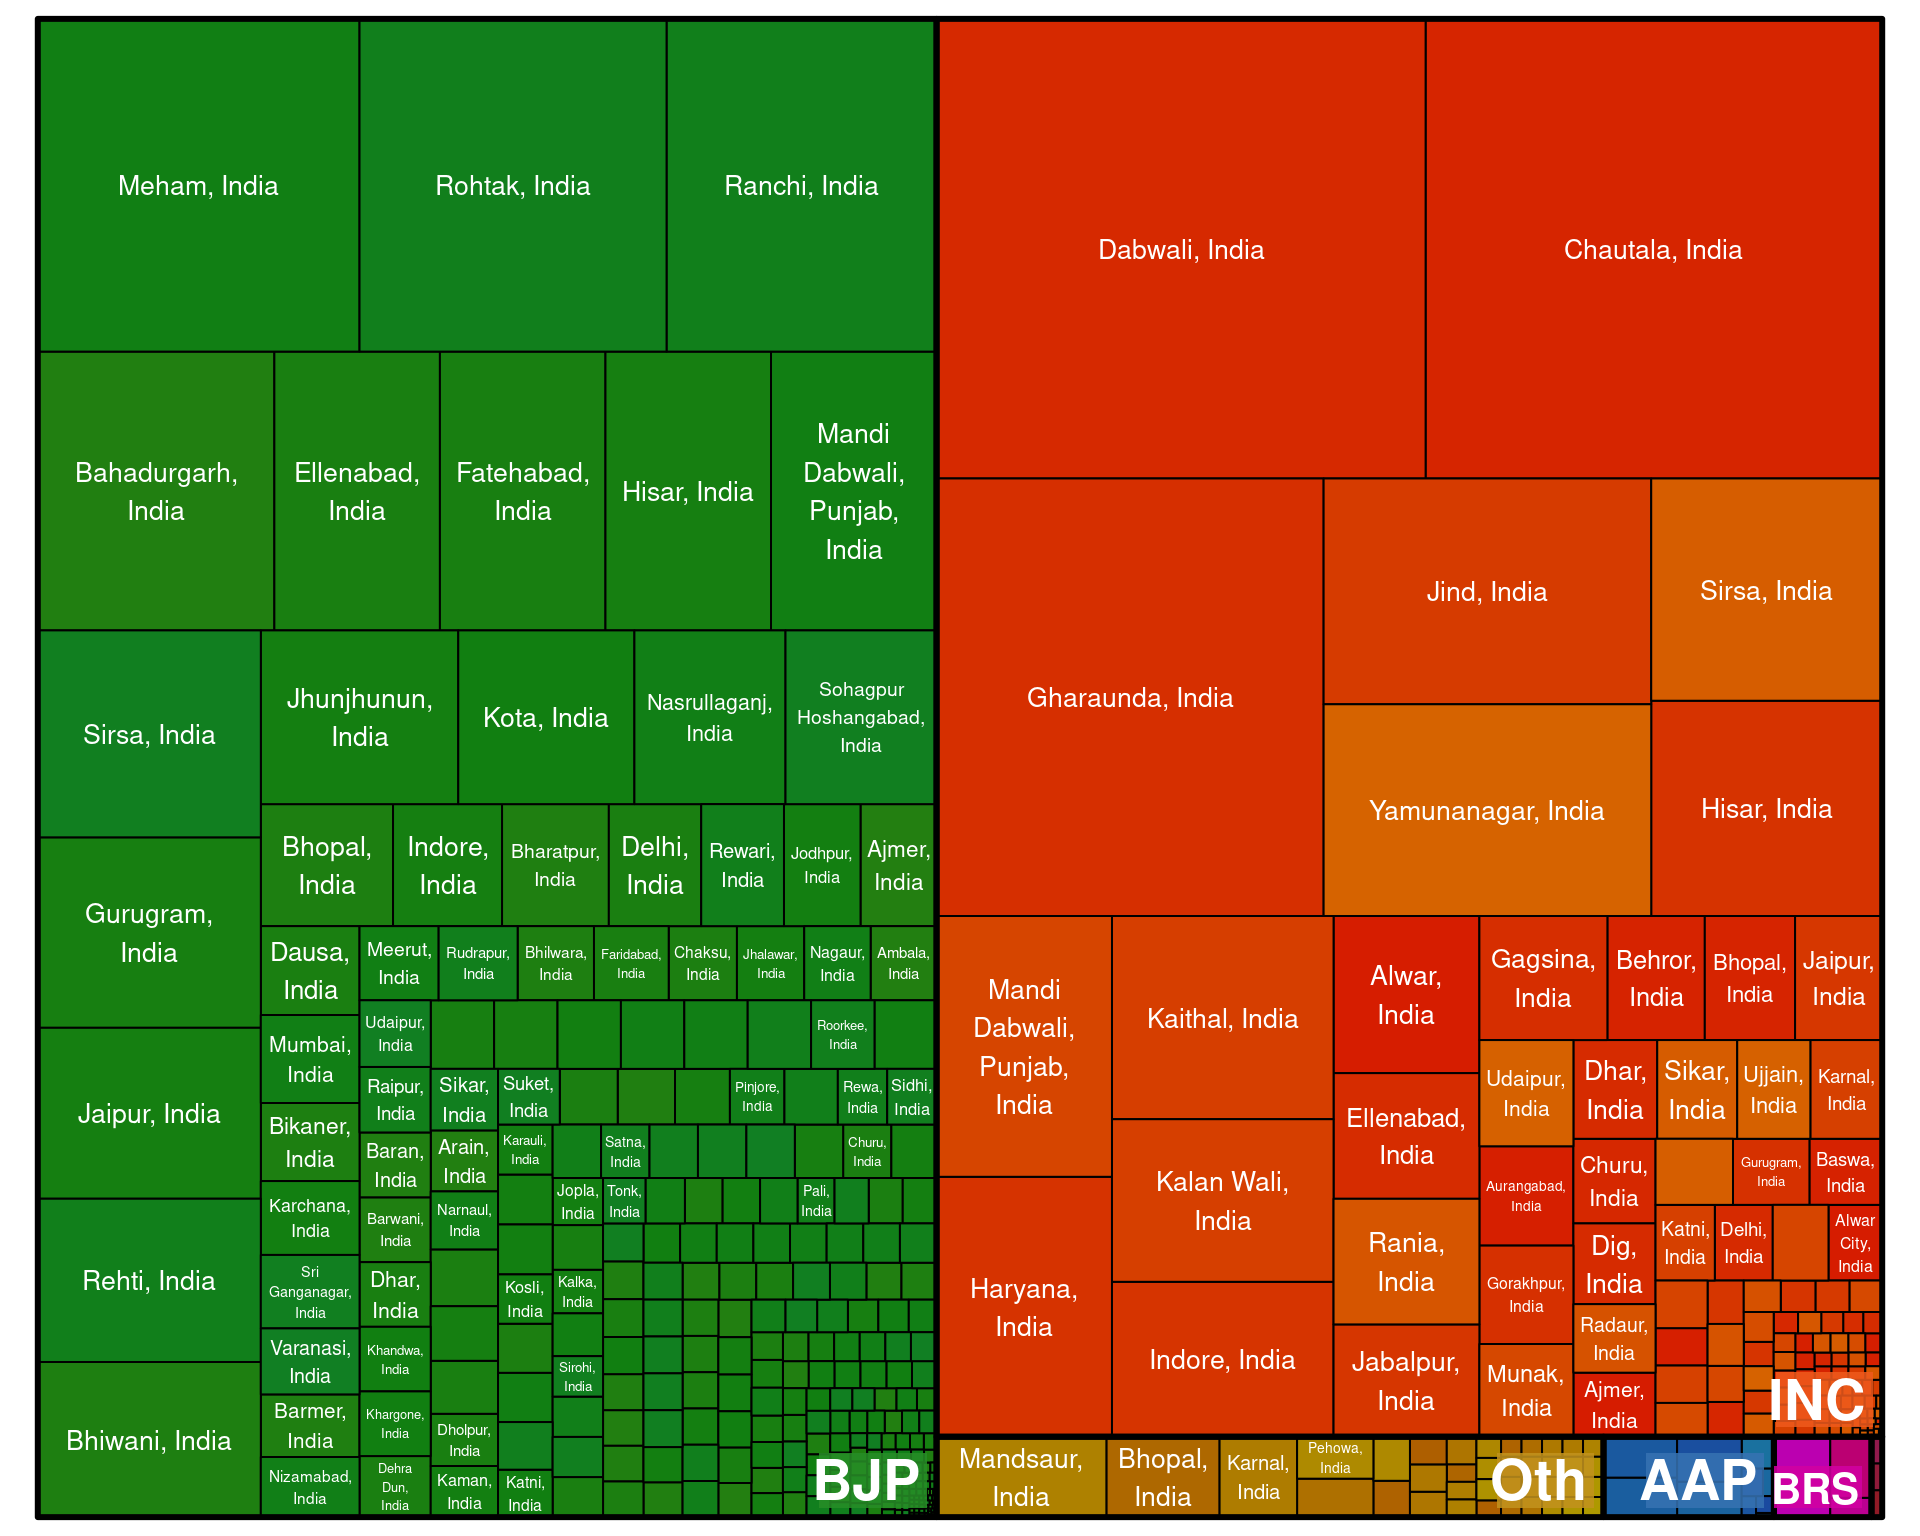 Meham, India
Rohtak, India
Ranchi, India
Bahadurgarh,
India
Ellenabad,
India
Fatehabad,
India
Hisar, India
Mandi
Dabwali,
Punjab,
India
Sirsa, India
Jhunjhunun,
India
Kota, India
Nasrullaganj,
India
Sohagpur
Hoshangabad,
India
Gurugram,
India
Bhopal,
India
Indore,
India
Bharatpur,
India
Delhi,
India
Rewari,
India
Jodhpur,
India
Ajmer,
India
Dausa,
India
Meerut,
India
Rudrapur,
India
Bhilwara,
India
Faridabad,
India
Chaksu,
India
Jhalawar,
India
Nagaur,
India
Ambala,
India
Jaipur, India
Mumbai,
India
Udaipur,
India
Roorkee,
India
Raipur,
India
Sikar,
India
Suket,
India
Pinjore,
India
Rewa,
India
Sidhi,
India
Bikaner,
India
Baran,
India
Arain,
India
Karauli,
India
Satna,
India
Churu,
India
Rehti, India
Karchana,
India
Barwani,
India
Narnaul,
India
Jopla,
India
Tonk,
India
Pali,
India
Sri
Ganganagar,
India
Dhar,
India
Kosli,
India
Kalka,
India
Varanasi,
India
Khandwa,
India
Sirohi,
India
Bhiwani, India
Barmer,
India
Khargone,
India
Dholpur,
India
Nizamabad,
India
Dehra
Dun,
India
Kaman,
India
Katni,
India
BJP
Dabwali, India
Chautala, India
Gharaunda, India
Jind, India
Sirsa, India
Yamunanagar, India
Hisar, India
Mandi
Dabwali,
Punjab,
India
Kaithal, India
Alwar,
India
Gagsina,
India
Behror,
India
Bhopal,
India
Jaipur,
India
Ellenabad,
India
Udaipur,
India
Dhar,
India
Sikar,
India
Ujjain,
India
Karnal,
India
Kalan Wali,
India
Aurangabad,
India
Churu,
India
Gurugram,
India
Baswa,
India
Haryana,
India
Rania,
India
Gorakhpur,
India
Dig,
India
Katni,
India
Delhi,
India
Alwar
City,
India
Indore, India
Jabalpur,
India
Munak,
India
Radaur,
India
Ajmer,
India
INC
Mandsaur,
India
Bhopal,
India
Karnal,
India
Pehowa,
India
Oth
AAP
BRS